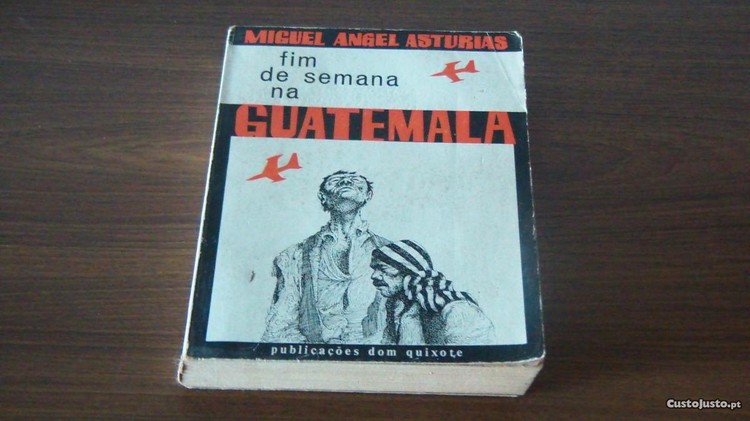 MIGUEL ANGEL ASTURIAS
fim
de semana
na
GUATEMALA
publicações dom quixote
CustoJusto.pt